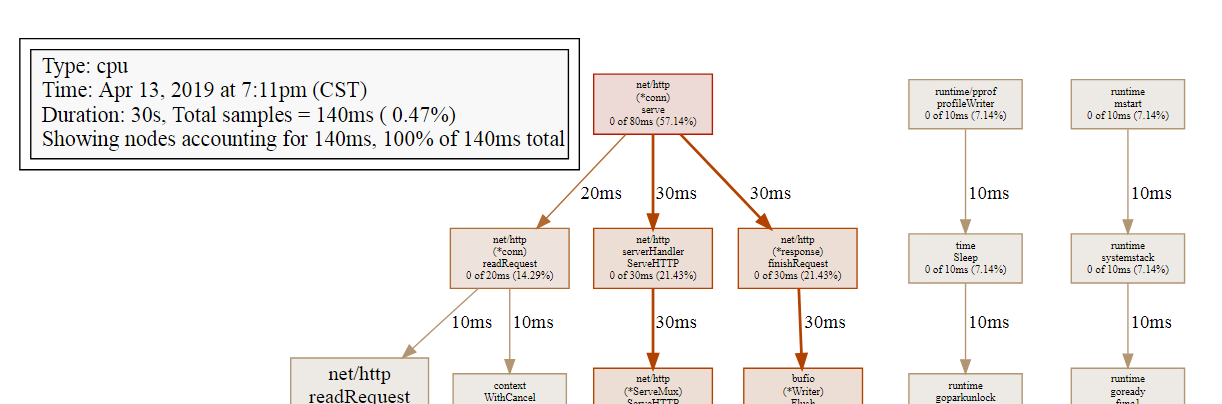 Type: cpu
Time: Apr 13, 2019 at 7:11pm (CST)
Duration: 30s, Total samples = 140ms ( 0.47%)
Showing nodes accounting for 140ms, 100% of 140ms total
net/http
(*conn)
serve
0 of 80ms (57.14%)
runtime/pprof
profileWriter
0 of 10ms (7.14%)
runtime
mstart
0 of 10ms (7.14%)
20ms
30ms
30ms
10ms
10ms
net/http
(*conn)
readRequest
0 of 20ms (14.29%)
net/http
serverHandler
ServeHTTP
0 of 30ms (21.43%)
net/http
(*response)
finishRequest
0 of 30ms (21.43%)
time
Sleep
0 of 10ms (7.14%)
runtime
systemstack
0 of 10ms (7.14%)
10ms
10ms
30ms
30ms
10ms
10ms
net/http
readRequest
context
WithCancel
net/http
(*ServeMux)
ServeHTTP
bufio
(*Writer)
Flush
runtime
goparkunlock
runtime
goready
func1